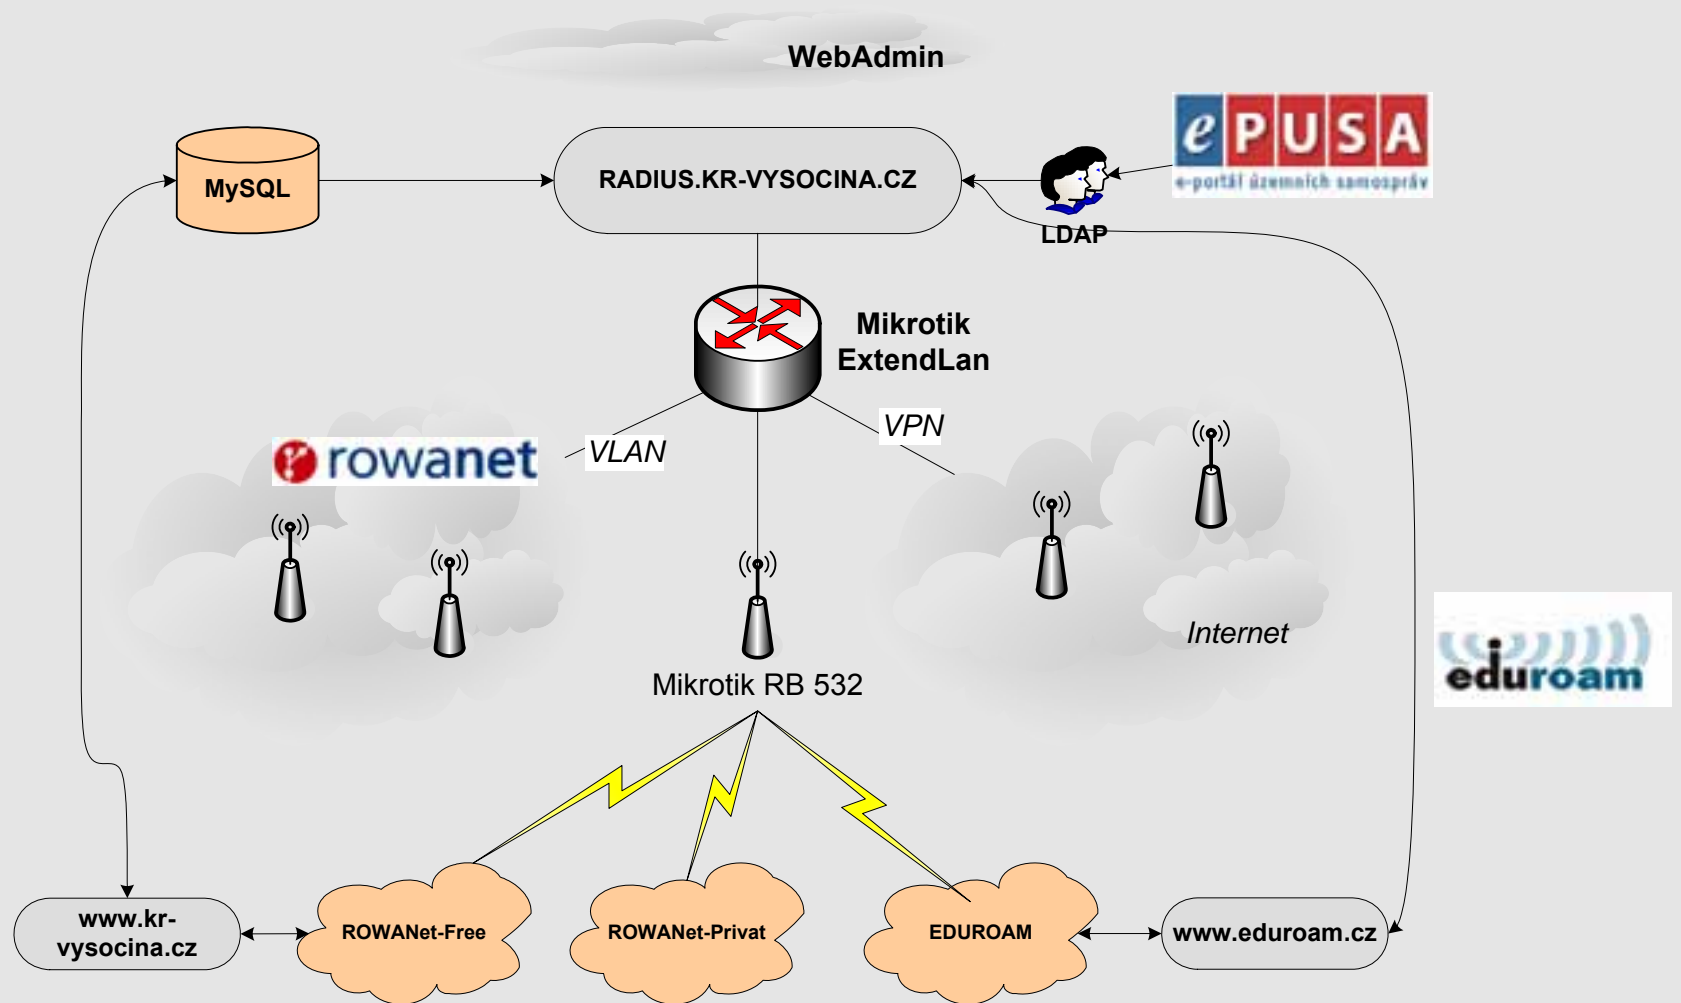 WebAdmin
ePUSA
e-portál územních samospráv
MySQL
RADIUS.KR-VYSOCINA.CZ
LDAP
Mikrotik
ExtendLan
rowanet
VLAN
VPN
Internet
eduroam
Mikrotik RB 532
www.kr-
vysocina.cz
ROWANet-Free
ROWANet-Privat
EDUROAM
www.eduroam.cz